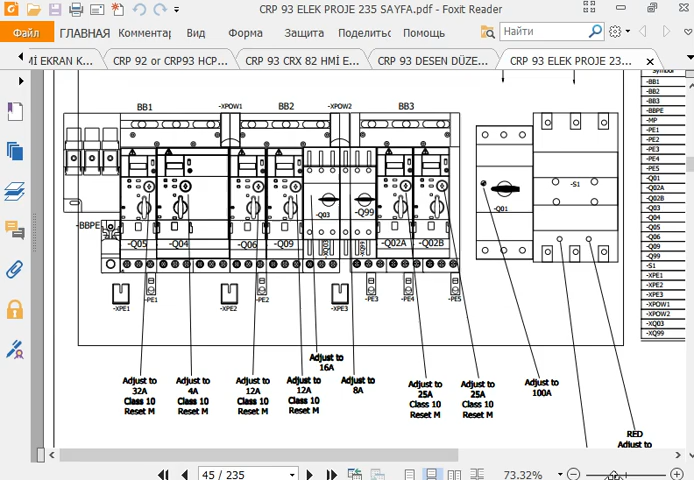 CRP 93 ELEK PROJE 235 SAYFA.pdf - Foxit Reader
Файл ГЛАВНАЯ Комментар Вид Форма Защита Поделитьс Помощь
Поиск
МІ EKRAN K... CRP 92 or CRP93 HCP... CRP 93 CRX 82 HMİ E... CRP 93 DESEN DÜZE... CRP 93 ELEK PROJE 23...
Symbol
-BB1
-BB2
-BB3
-BBPE
-MP
-PE1
-PE2
-PE3
-PE4
-PE5
-Q01
-Q02A
-Q02B
-Q03
-Q04
-Q05
-Q06
-Q09
-Q99
-S1
-XPE1
-XPE2
-XPE3
-XPOW1
-XPOW2
-XQ03
-XQ99
BB1 -XPOW1 BB2 -XPOW2 BB3
-S1
-Q03 -Q99 -Q01
-BBPE
-Q05 -Q04 -Q06 -Q09 -XQ03 -XQ99 -Q02A -Q02B
-XPE1 -PE1 -XPE2 -PE2 -XPE3 -PE3 -PE4 -PE5
Adjust to
32A
Class 10
Reset M
Adjust to
4A
Class 10
Reset M
Adjust to
12A
Class 10
Reset M
Adjust to
12A
Class 10
Reset M
Adjust to
16A
Adjust to
8A
Adjust to
25A
Class 10
Reset M
Adjust to
25A
Class 10
Reset M
Adjust to
100A
RED
Adjust to
45 / 235
73.32%